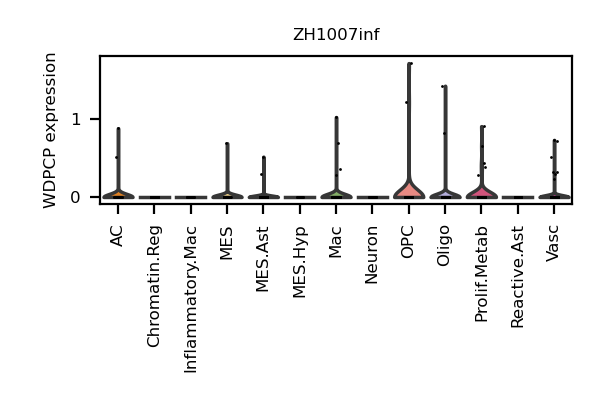 ZH1007inf
WDPCP expression
1
0
AC
Chromatin.Reg
Inflammatory.Mac
MES
MES.Ast
MES.Hyp
Mac
Neuron
OPC
Oligo
Prolif.Metab
Reactive.Ast
Vasc